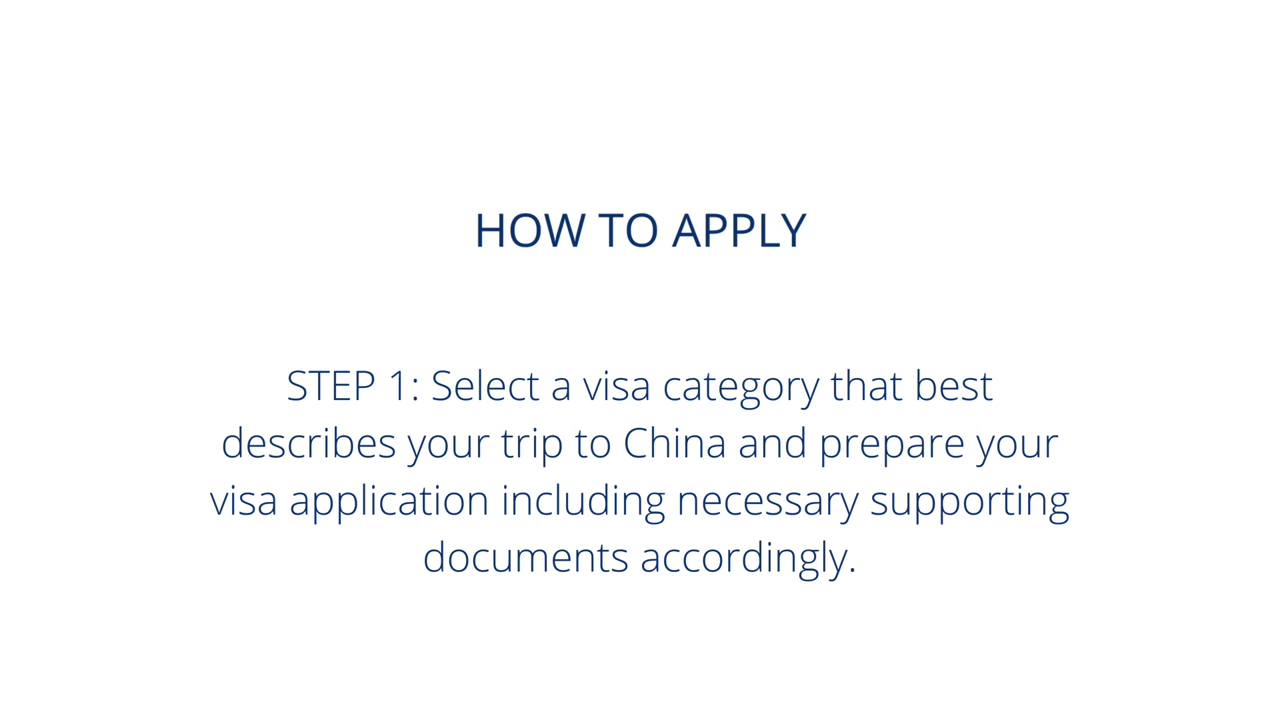 HOW TO APPLY
STEP 1: Select a visa category that best
describes your trip to China and prepare your
visa application including necessary supporting
documents accordingly.